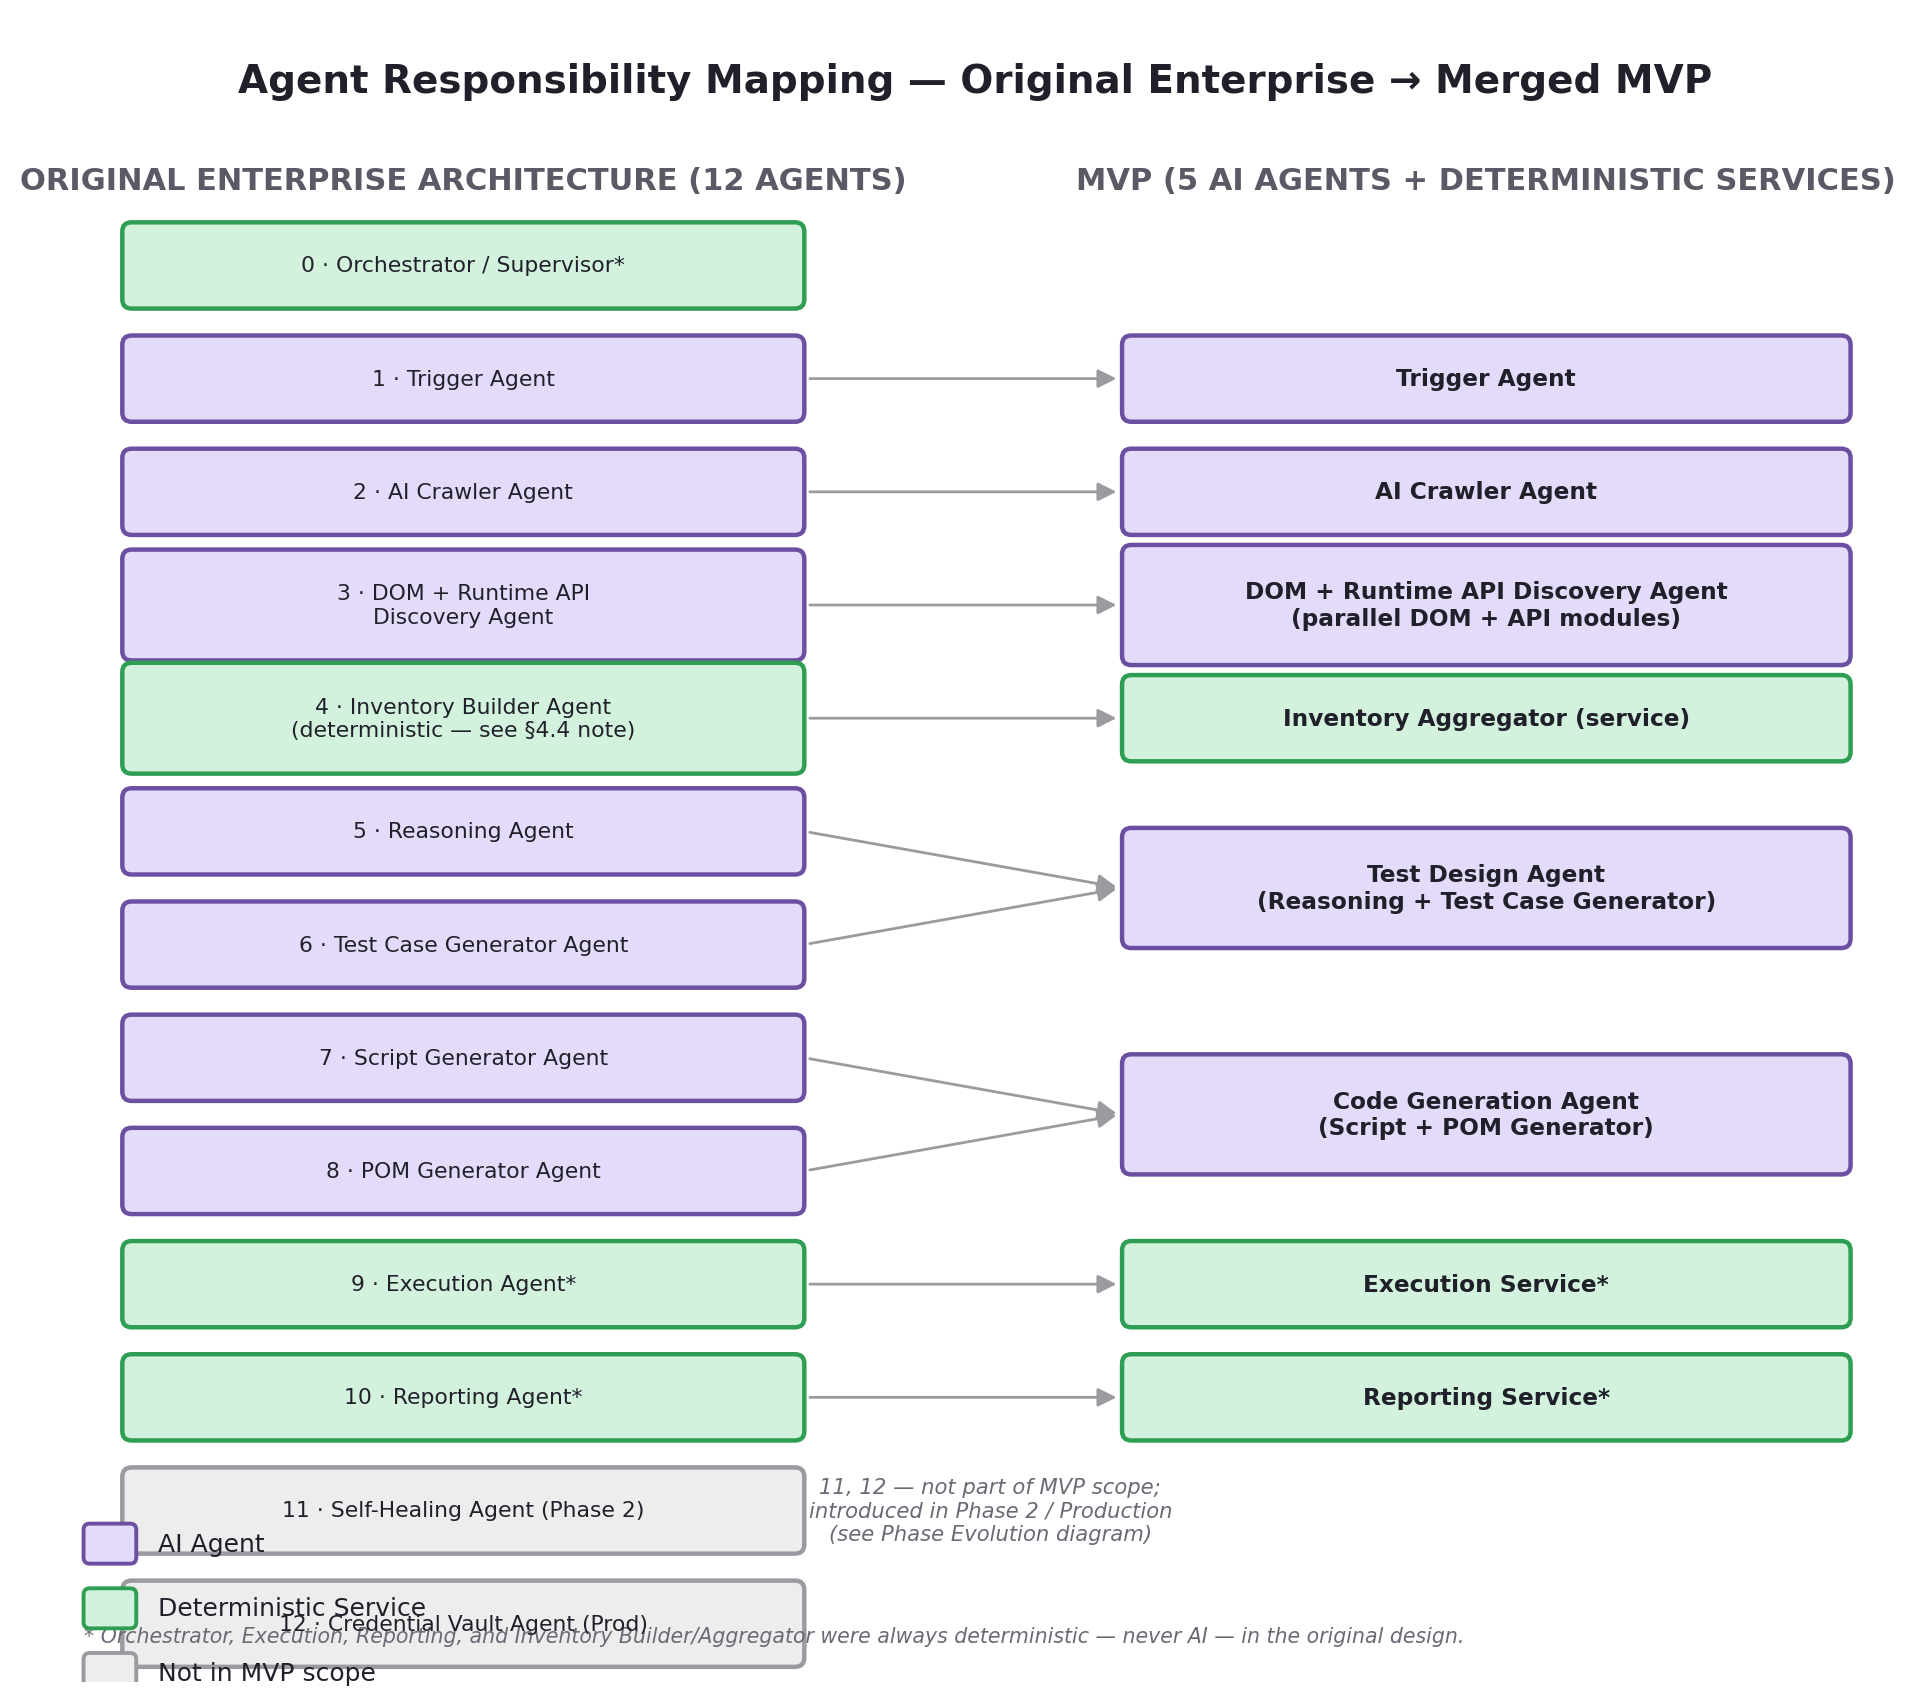 Agent Responsibility Mapping — Original Enterprise → Merged MVP
ORIGINAL ENTERPRISE ARCHITECTURE (12 AGENTS)
MVP (5 AI AGENTS + DETERMINISTIC SERVICES)
0 · Orchestrator / Supervisor*
1 · Trigger Agent
Trigger Agent
2 · AI Crawler Agent
AI Crawler Agent
3 · DOM + Runtime API
Discovery Agent
DOM + Runtime API Discovery Agent
(parallel DOM + API modules)
4 · Inventory Builder Agent
(deterministic — see §4.4 note)
Inventory Aggregator (service)
5 · Reasoning Agent
6 · Test Case Generator Agent
Test Design Agent
(Reasoning + Test Case Generator)
7 · Script Generator Agent
8 · POM Generator Agent
Code Generation Agent
(Script + POM Generator)
9 · Execution Agent*
Execution Service*
10 · Reporting Agent*
Reporting Service*
11 · Self-Healing Agent (Phase 2)
11, 12 — not part of MVP scope;
introduced in Phase 2 / Production
(see Phase Evolution diagram)
AI Agent
Deterministic Service
12 · Credential Vault Agent (Prod)
* Orchestrator, Execution, Reporting, and Inventory Builder/Aggregator were always deterministic — never AI — in the original design.
Not in MVP scope